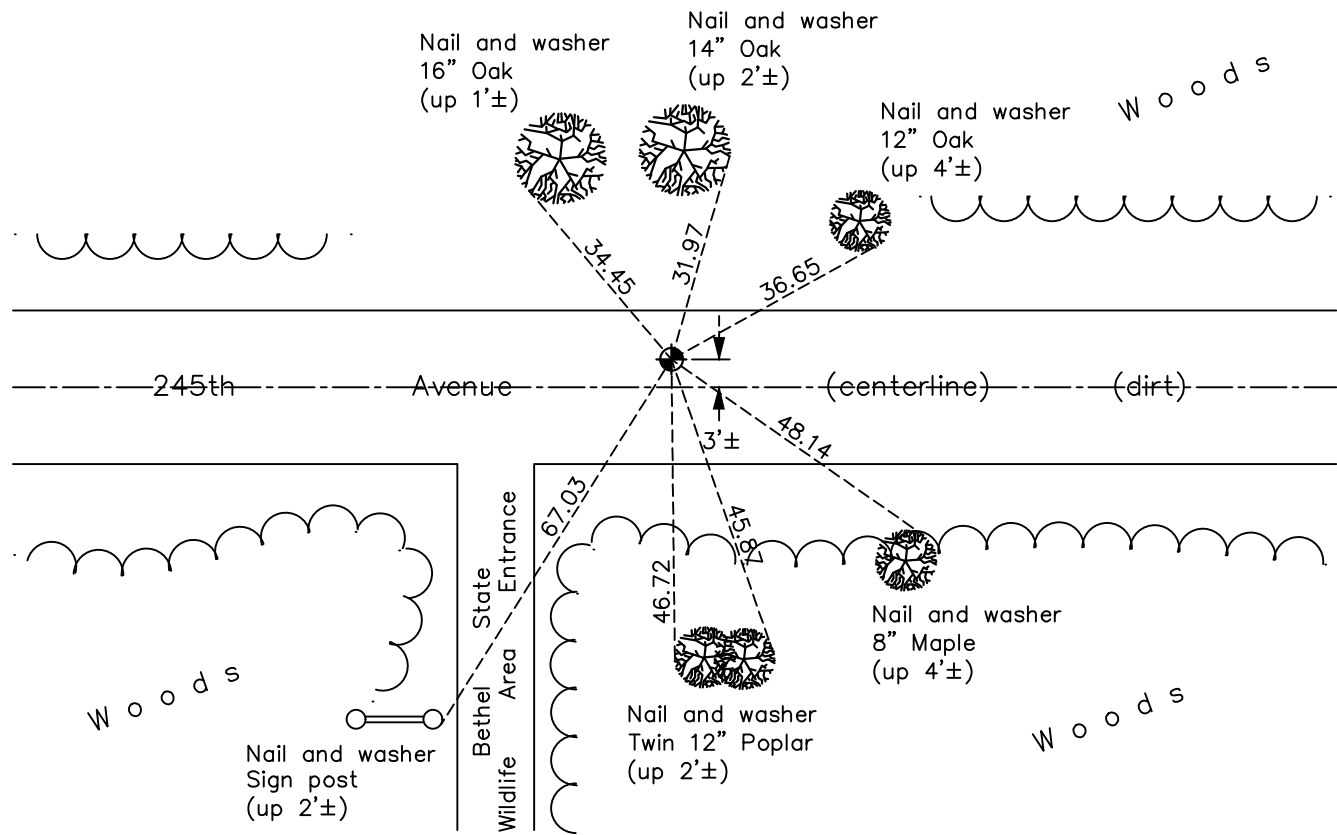 Nail and washer
16” Oak
(up 1’±)
Nail and washer
14” Oak
(up 2’±)
Woods
Nail and washer
12” Oak
(up 4’±)
34.45
31.97
36.65
245th Avenue (centerline) (dirt)
3’±
48.14
67.03
46.72
45.87
Bethel State
Wildlife Area Entrance
Nail and washer
8” Maple
(up 4’±)
Woods
Nail and washer
Sign post
(up 2’±)
Nail and washer
Twin 12” Poplar
(up 2’±)
Woods